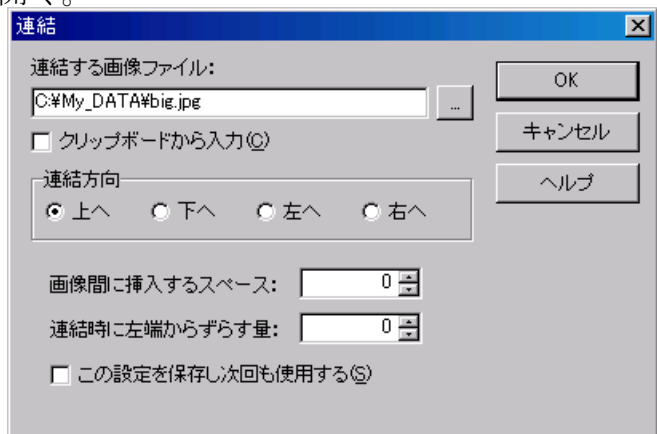 開く。
連結
連結する画像ファイル:
C:¥My_DATA¥big.jpg
...
クリップボードから入力(C)
連結方向
上へ 下へ 左へ 右へ
画像間に挿入するスペース: 0
連結時に左端からずらす量: 0
この設定を保存し次回も使用する(S)
OK
キャンセル
ヘルプ